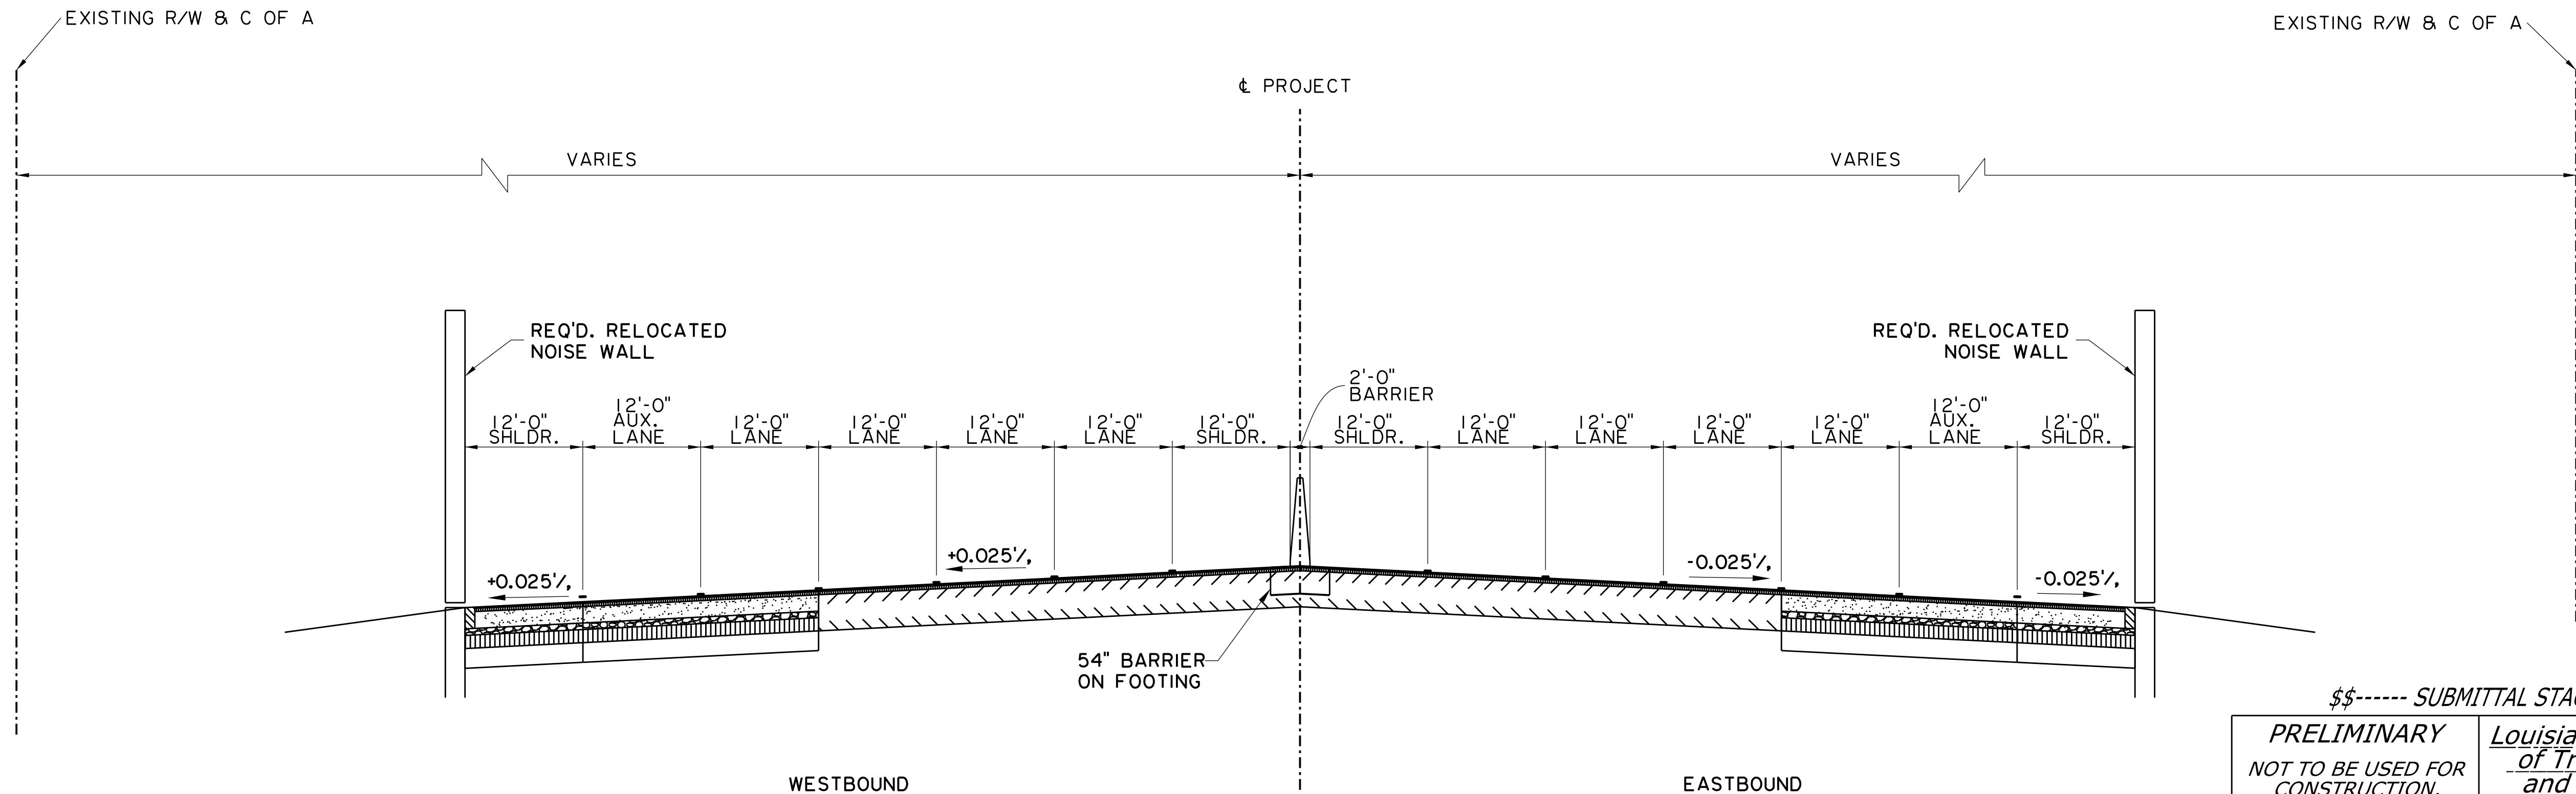 EXISTING R/W & C OF A
EXISTING R/W & C OF A
℄ PROJECT
VARIES
VARIES
REQ'D. RELOCATED
NOISE WALL
REQ'D. RELOCATED
NOISE WALL
2'-0"
BARRIER
12'-0"
SHLDR.
12'-0"
AUX.
LANE
12'-0"
LANE
12'-0"
LANE
12'-0"
LANE
12'-0"
LANE
12'-0"
SHLDR.
12'-0"
SHLDR.
12'-0"
LANE
12'-0"
LANE
12'-0"
LANE
12'-0"
LANE
12'-0"
AUX.
LANE
12'-0"
SHLDR.
+0.025'/,
+0.025'/,
-0.025'/,
-0.025'/,
54" BARRIER
ON FOOTING
WESTBOUND
EASTBOUND
$$------ SUBMITTAL
PRELIMINARY
NOT TO BE USED FOR
CONSTRUCTION.
of
and